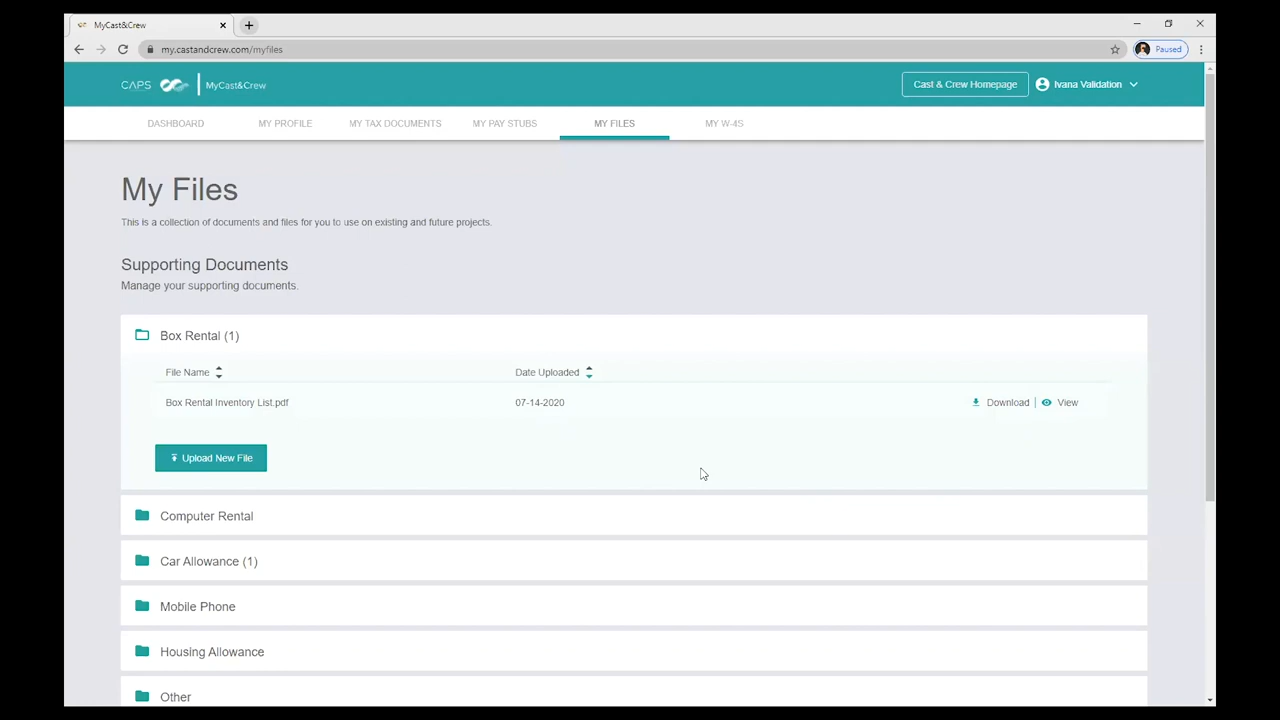 MyCast&Crew
my.castandcrew.com/myfiles
Paused
CAPS MyCast&Crew
Cast & Crew Homepage
Ivana Validation
DASHBOARD MY PROFILE MY TAX DOCUMENTS MY PAY STUBS MY FILES MY W-4S
My Files
This is a collection of documents and files for you to use on existing and future projects.
Supporting Documents
Manage your supporting documents.
Box Rental (1)
File Name Date Uploaded
Box Rental Inventory List.pdf 07-14-2020 Download | View
Upload New File
Computer Rental
Car Allowance (1)
Mobile Phone
Housing Allowance
Other